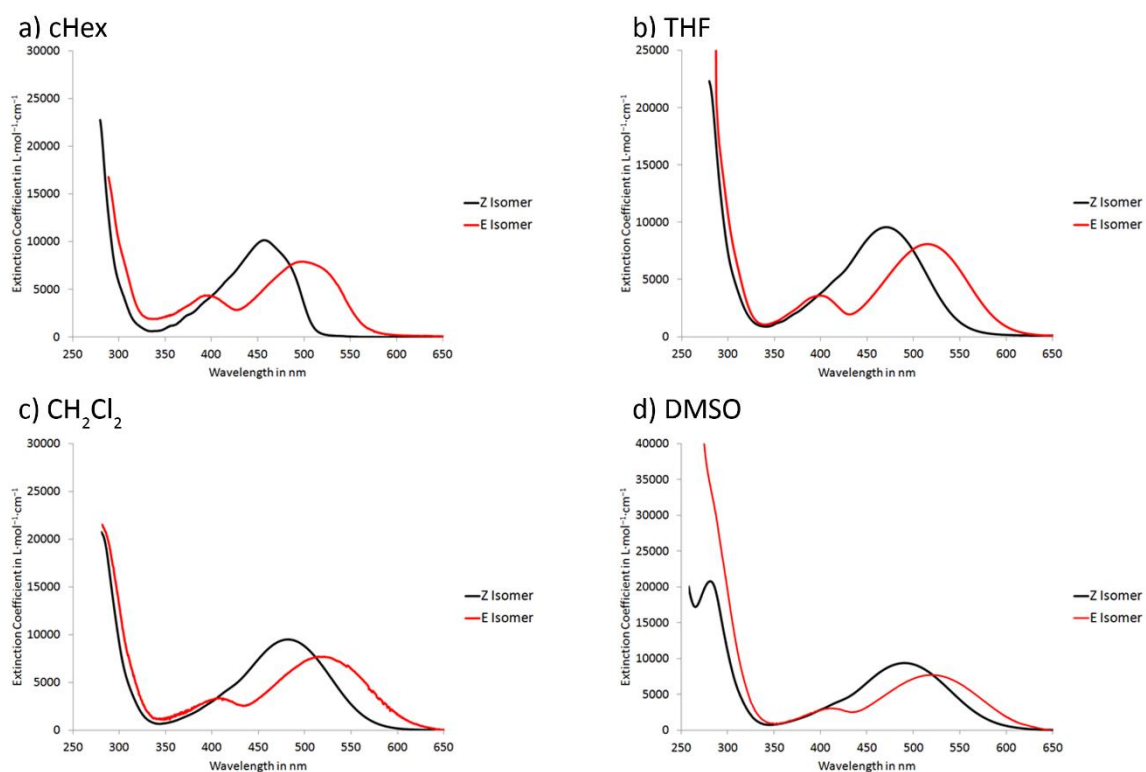 a) cHex
Extinction Coefficient in L·mol⁻¹·cm⁻¹
30000
25000
20000
15000
10000
5000
0
250 300 350 400 450 500 550 600 650
Wavelength in nm
Z Isomer
E Isomer
b) THF
Extinction Coefficient in L·mol⁻¹·cm⁻¹
25000
20000
15000
10000
5000
0
250 300 350 400 450 500 550 600 650
Wavelength in nm
Z Isomer
E Isomer
c) CH₂Cl₂
Extinction Coefficient in L·mol⁻¹·cm⁻¹
30000
25000
20000
15000
10000
5000
0
250 300 350 400 450 500 550 600 650
Wavelength in nm
Z Isomer
E Isomer
d) DMSO
Extinction Coefficient in L·mol⁻¹·cm⁻¹
40000
35000
30000
25000
20000
15000
10000
5000
0
250 300 350 400 450 500 550 600 650
Wavelength in nm
Z Isomer
E Isomer